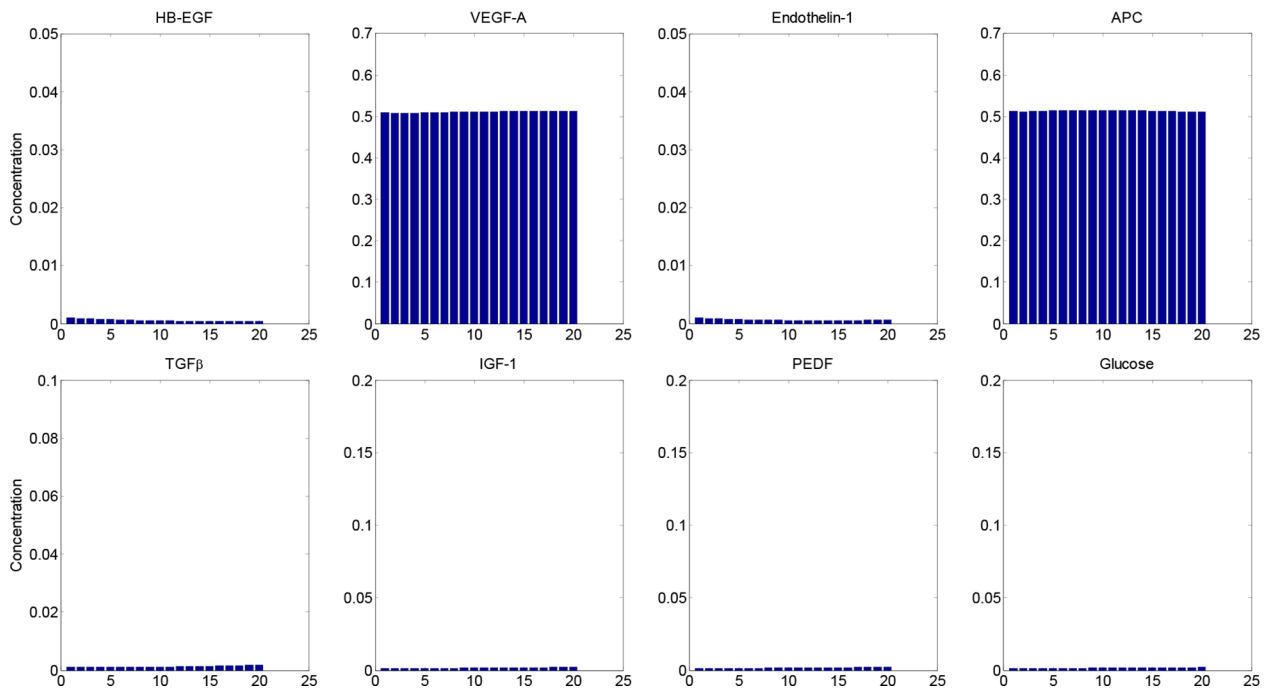 HB-EGF VEGF-A Endothelin-1 APC
0.05 0.7 0.05 0.7
0.6 0.6
0.04 0.04
0.5 0.5
0.03 0.4 0.03 0.4
Concentration
0.02 0.3 0.02 0.3
0.2 0.2
0.01 0.01
0.1 0.1
0 0 0 0
0 5 10 15 20 25 0 5 10 15 20 25 0 5 10 15 20 25 0 5 10 15 20 25
TGFβ IGF-1 PEDF Glucose
0.1 0.2 0.2 0.2
0.08
0.15 0.15 0.15
0.06
Concentration
0.1 0.1 0.1
0.04
0.05 0.05 0.05
0.02
0 0 0 0
0 5 10 15 20 25 0 5 10 15 20 25 0 5 10 15 20 25 0 5 10 15 20 25